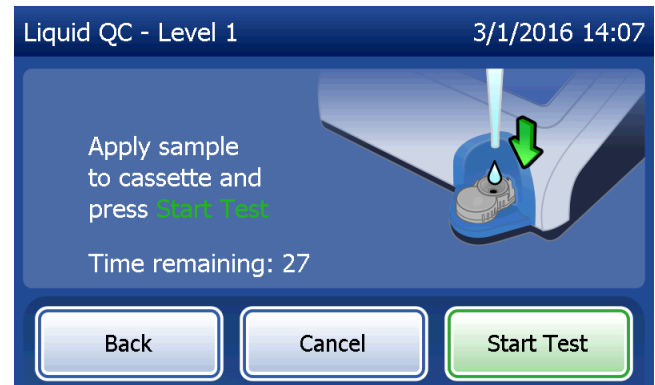 Liquid QC - Level 1
3/1/2016 14:07
Apply sample
to cassette and
press Start Test
Time remaining: 27
Back
Cancel
Start Test